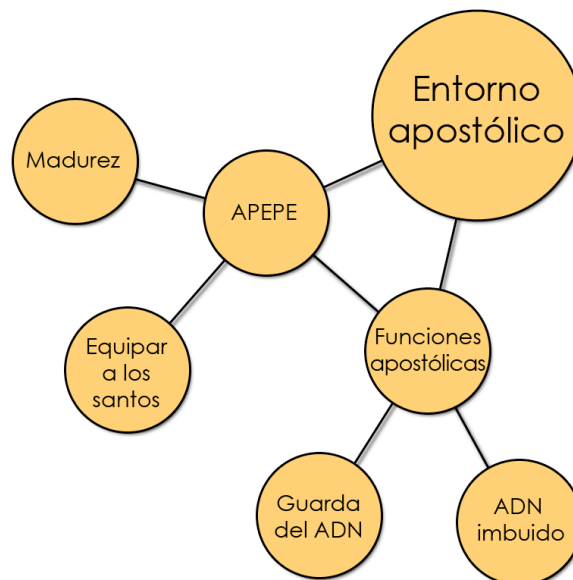 Entorno
apostólico
Madurez
APEPE
Equipar
a los
santos
Funciones
apostólicas
Guarda
del ADN
ADN
imbuido